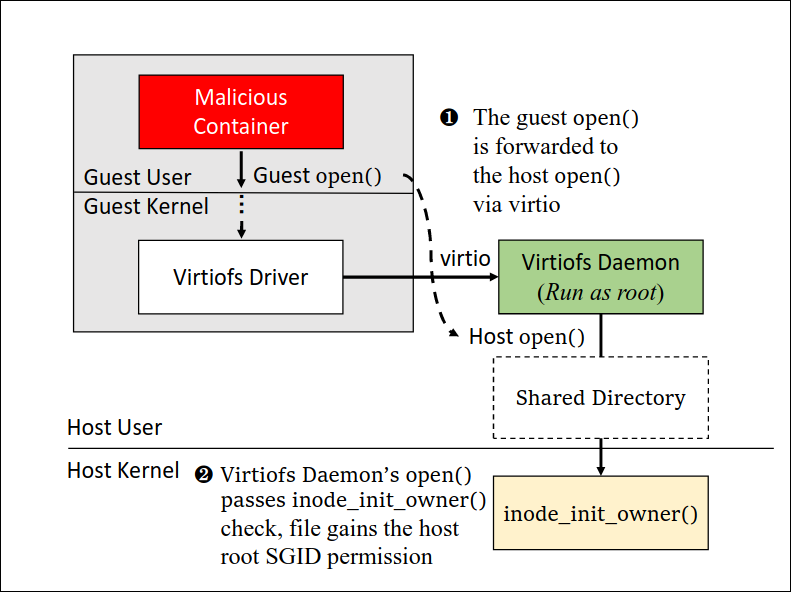 Malicious
Container
❶ The guest open()
is forwarded to
the host open()
via virtio
Guest User
Guest open()
Guest Kernel
Virtiofs Driver
virtio
Virtiofs Daemon
(Run as root)
Host open()
Shared Directory
Host User
Host Kernel
❷ Virtiofs Daemon’s open()
passes inode_init_owner()
check, file gains the host
root SGID permission
inode_init_owner()